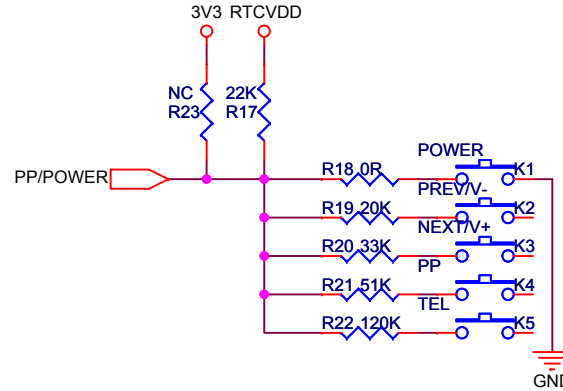 3V3 RTCVDD
NC 22K
R23 R17
POWER
PP/POWER R18 0R K1
PREV/V-
R19 20K K2
NEXT/V+
R20 33K K3
PP
R21 51K K4
TEL
R22 120K K5
GND